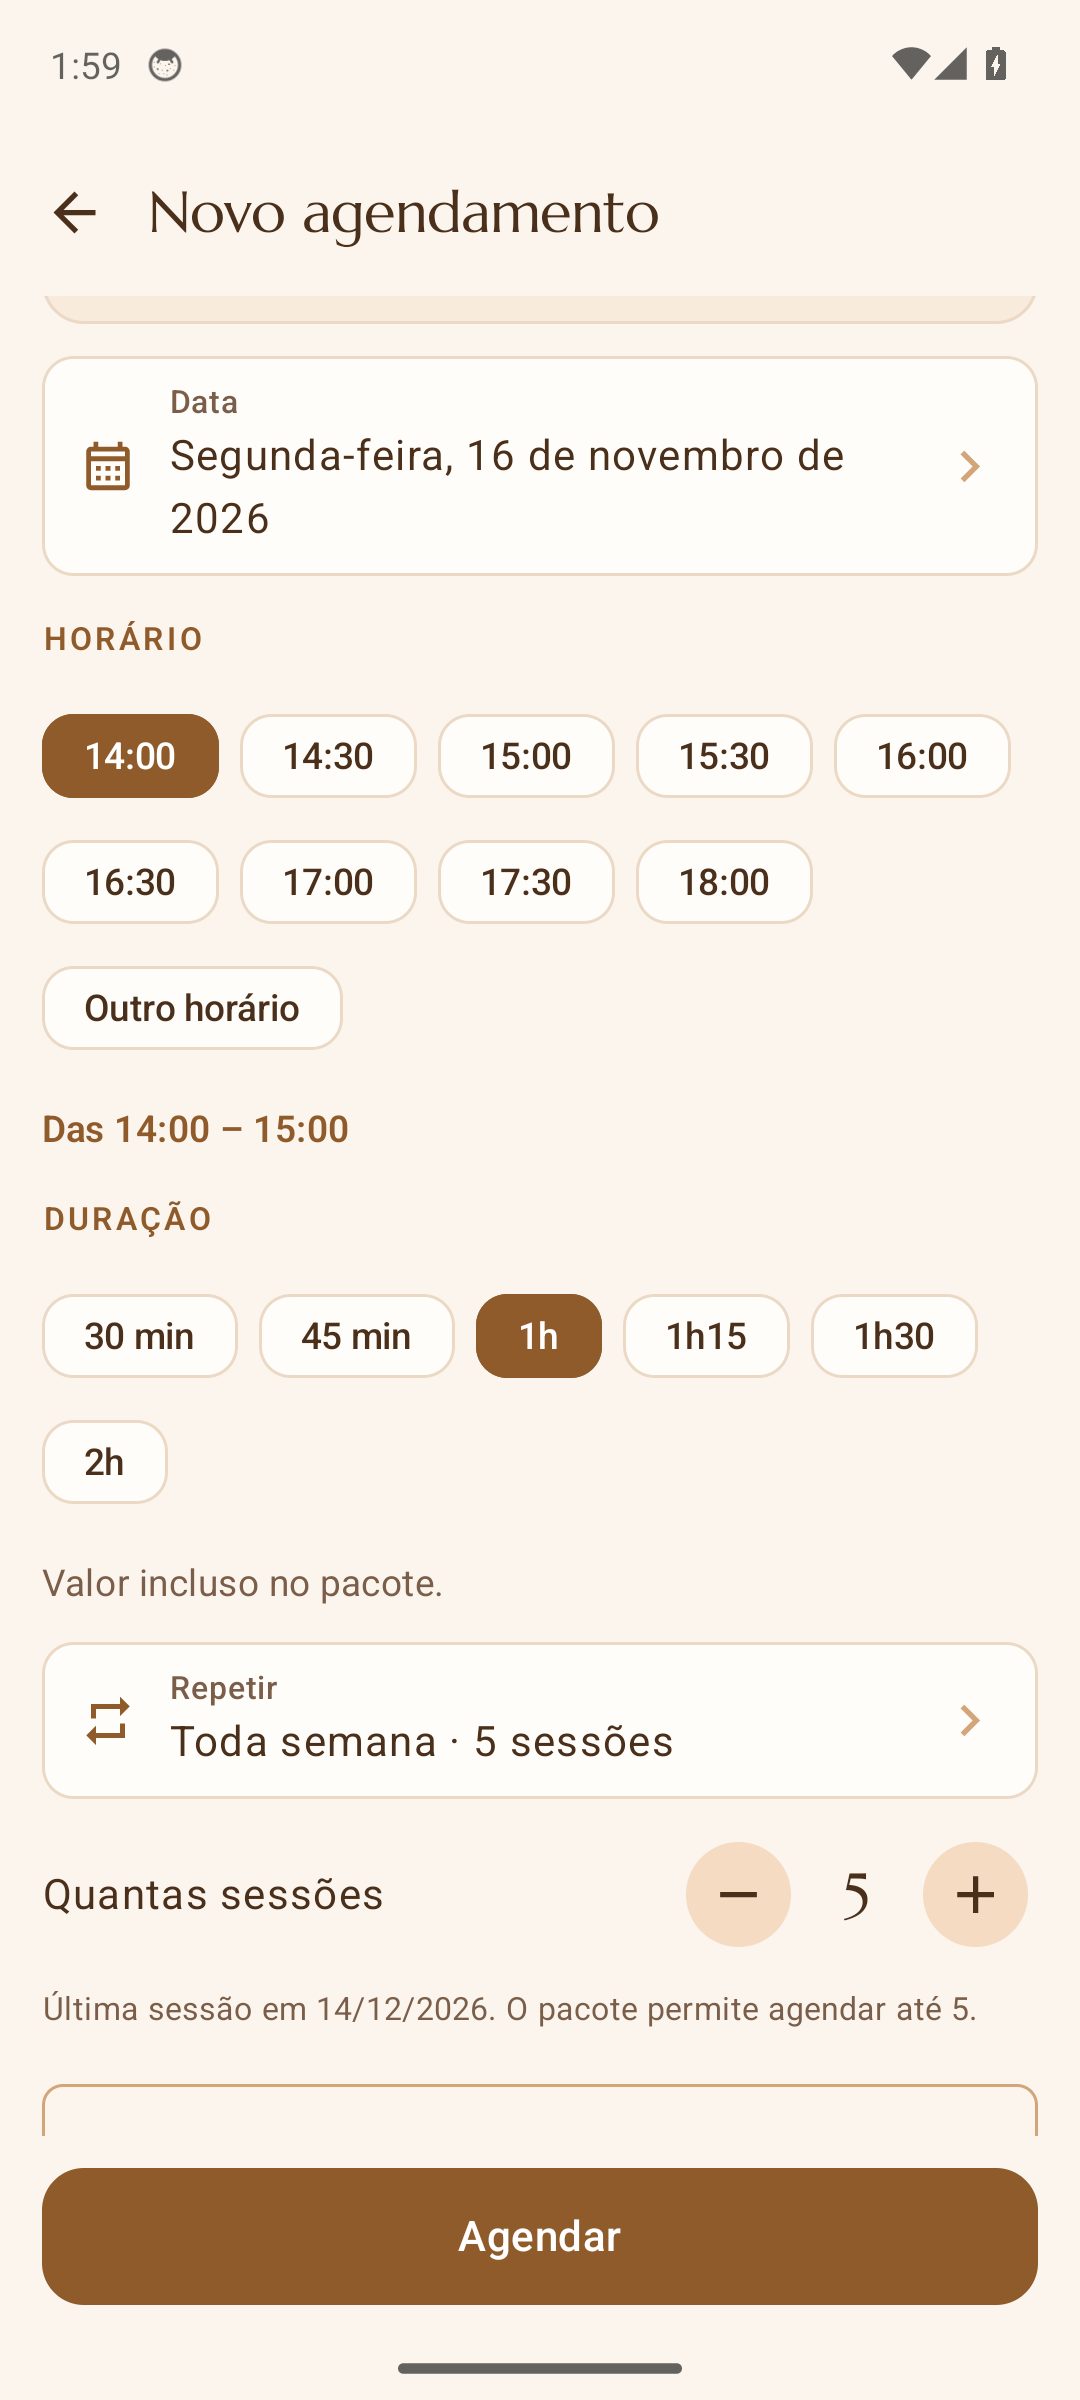 1:59
Novo agendamento
Data
Segunda-feira, 16 de novembro de
2026
HORÁRIO
14:00 14:30 15:00 15:30 16:00
16:30 17:00 17:30 18:00
Outro horário
Das 14:00 – 15:00
DURAÇÃO
30 min 45 min 1h 1h15 1h30
2h
Valor incluso no pacote.
Repetir
Toda semana · 5 sessões
Quantas sessões 5
Última sessão em 14/12/2026. O pacote permite agendar até 5.
Agendar